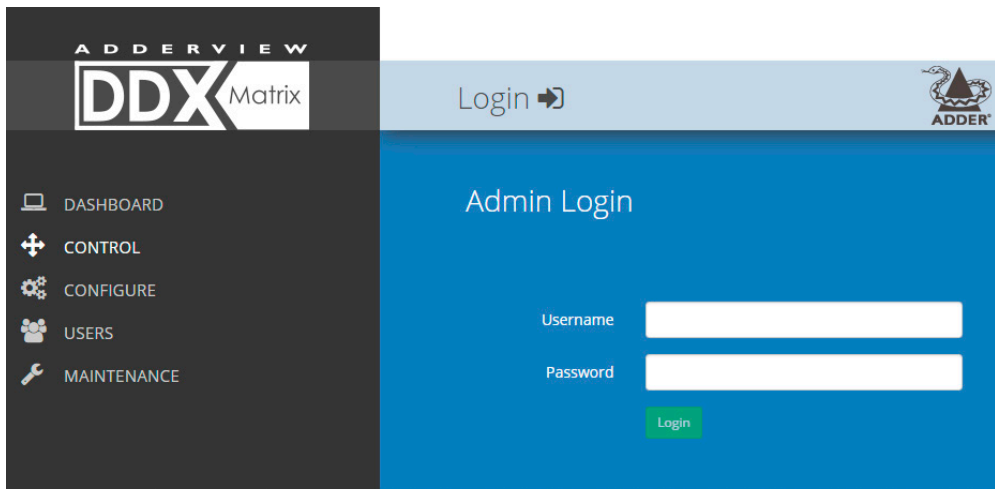 ADDERVIEW
DDX Matrix
Login
ADDER®
DASHBOARD
CONTROL
CONFIGURE
USERS
MAINTENANCE
Admin Login
Username
Password
Login